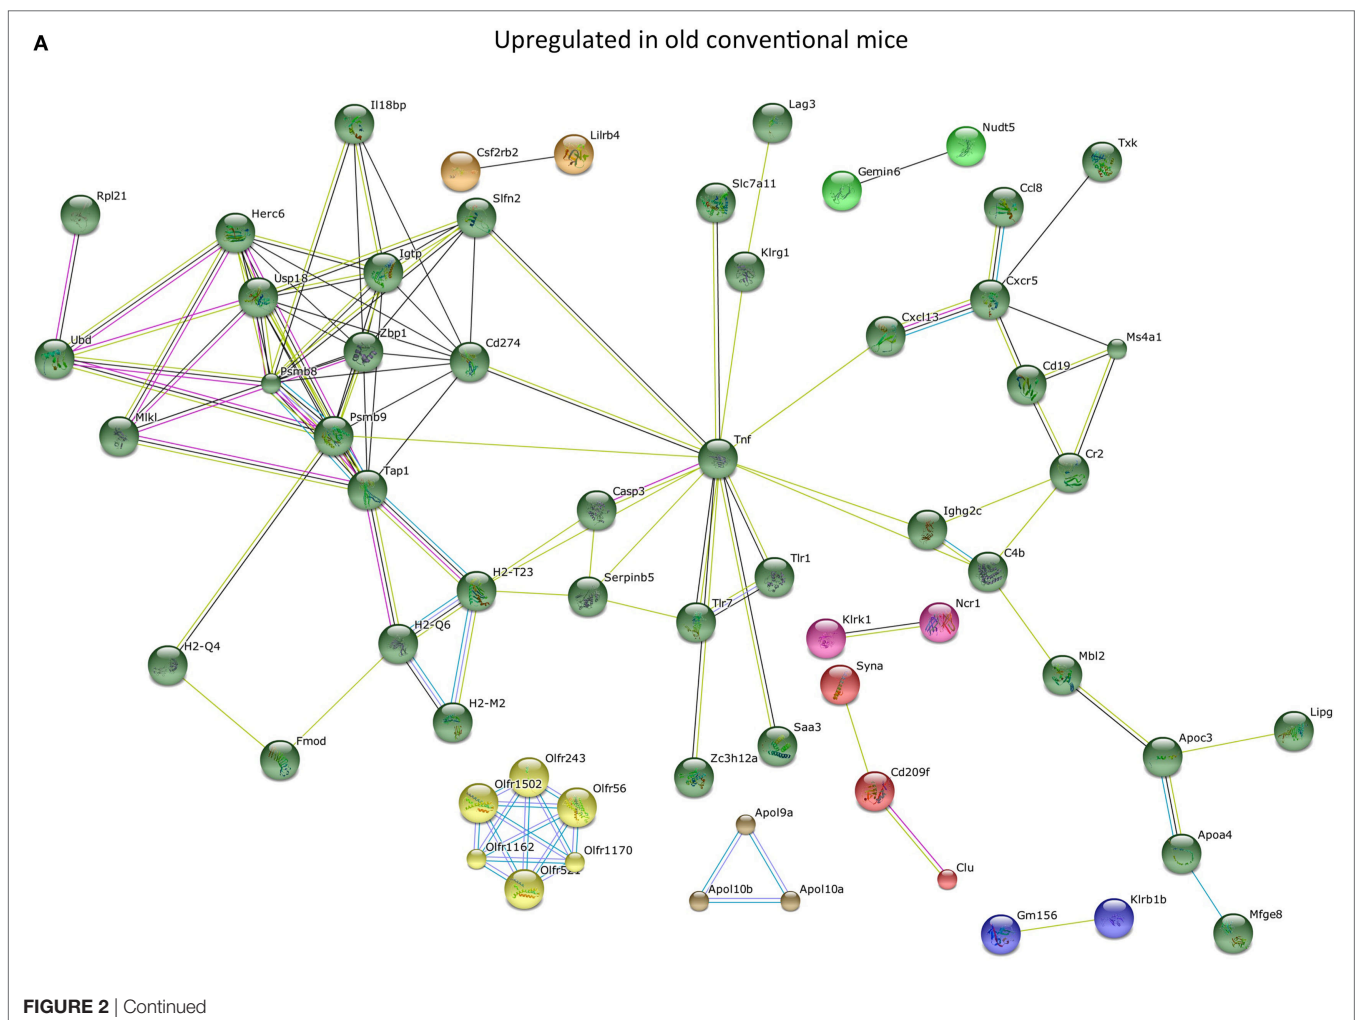 A
Upregulated in old conventional mice
Il18bp
Lag3
Lilrb4
Csf2rb2
Nudt5
Gemin6
Txk
Rpl21
Herc6
Slfn2
Slc7a11
Ccl8
Igtp
Klrg1
Usp18
Cxcr5
Cxcl13
Ubd
Zbp1
Cd274
Ms4a1
Psmb8
Cd19
Mlkl
Psmb9
Tnf
Cr2
Tap1
Casp3
Ighg2c
C4b
H2-T23
Serpinb5
Tlr1
Tlr7
Klrk1
Ncr1
H2-Q6
H2-Q4
Syna
Mbl2
H2-M2
Fmod
Saa3
Zc3h12a
Lipg
Apoc3
Olfr243
Olfr1502
Olfr56
Cd209f
Apol9a
Olfr1162
Olfr1170
Olfr521
Apoa4
Clu
Apol10b
Apol10a
Gm156
Klrb1b
Mfge8
FIGURE 2 | Continued